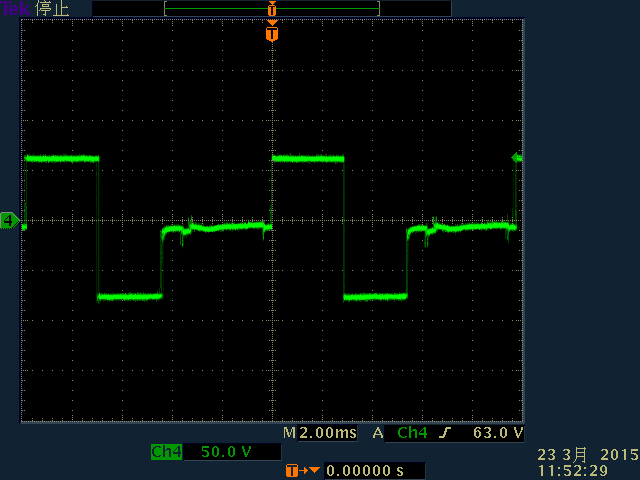 Tek 停止
T
T
4
M 2.00ms A Ch4 63.0 V
Ch4 50.0 V
23 3月 2015
T 0.00000 s
11:52:29